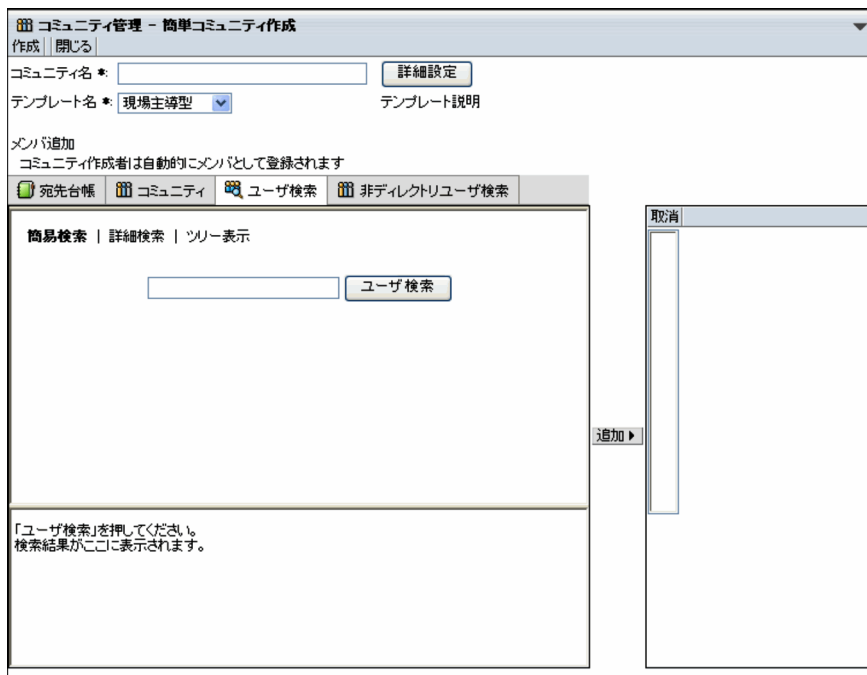 コミュニティ管理 - 簡単コミュニティ作成
作成 | 閉じる
コミュニティ名 *: 詳細設定
テンプレート名 *: 現場主導型 テンプレート説明
メンバ追加
コミュニティ作成者は自動的にメンバとして登録されます
宛先台帳 コミュニティ ユーザ検索 非ディレクトリユーザ検索
簡易検索 | 詳細検索 | ツリー表示
ユーザ検索
取消
追加
「ユーザ検索」を押してください。
検索結果がここに表示されます。